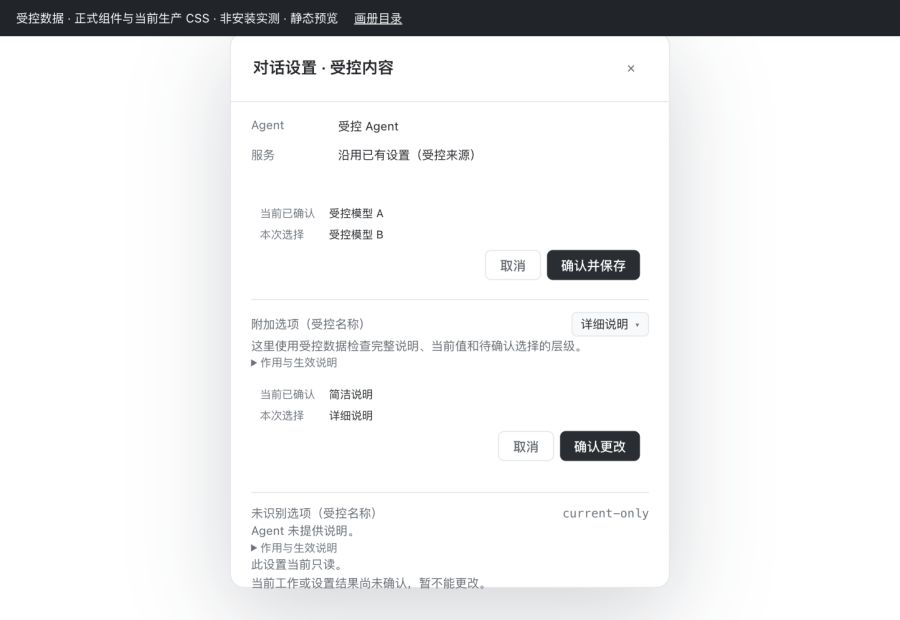 受控数据 · 正式组件与当前生产 CSS · 非安装实测 · 静态预览 画册目录
对话设置 · 受控内容 ×
Agent 受控 Agent
服务 沿用已有设置（受控来源）
当前已确认 受控模型 A
本次选择 受控模型 B
取消 确认并保存
附加选项（受控名称） 详细说明 ▾
这里使用受控数据检查完整说明、当前值和待确认选择的层级。
▶ 作用与生效说明
当前已确认 简洁说明
本次选择 详细说明
取消 确认更改
未识别选项（受控名称） current-only
Agent 未提供说明。
▶ 作用与生效说明
此设置当前只读。
当前工作或设置结果尚未确认，暂不能更改。